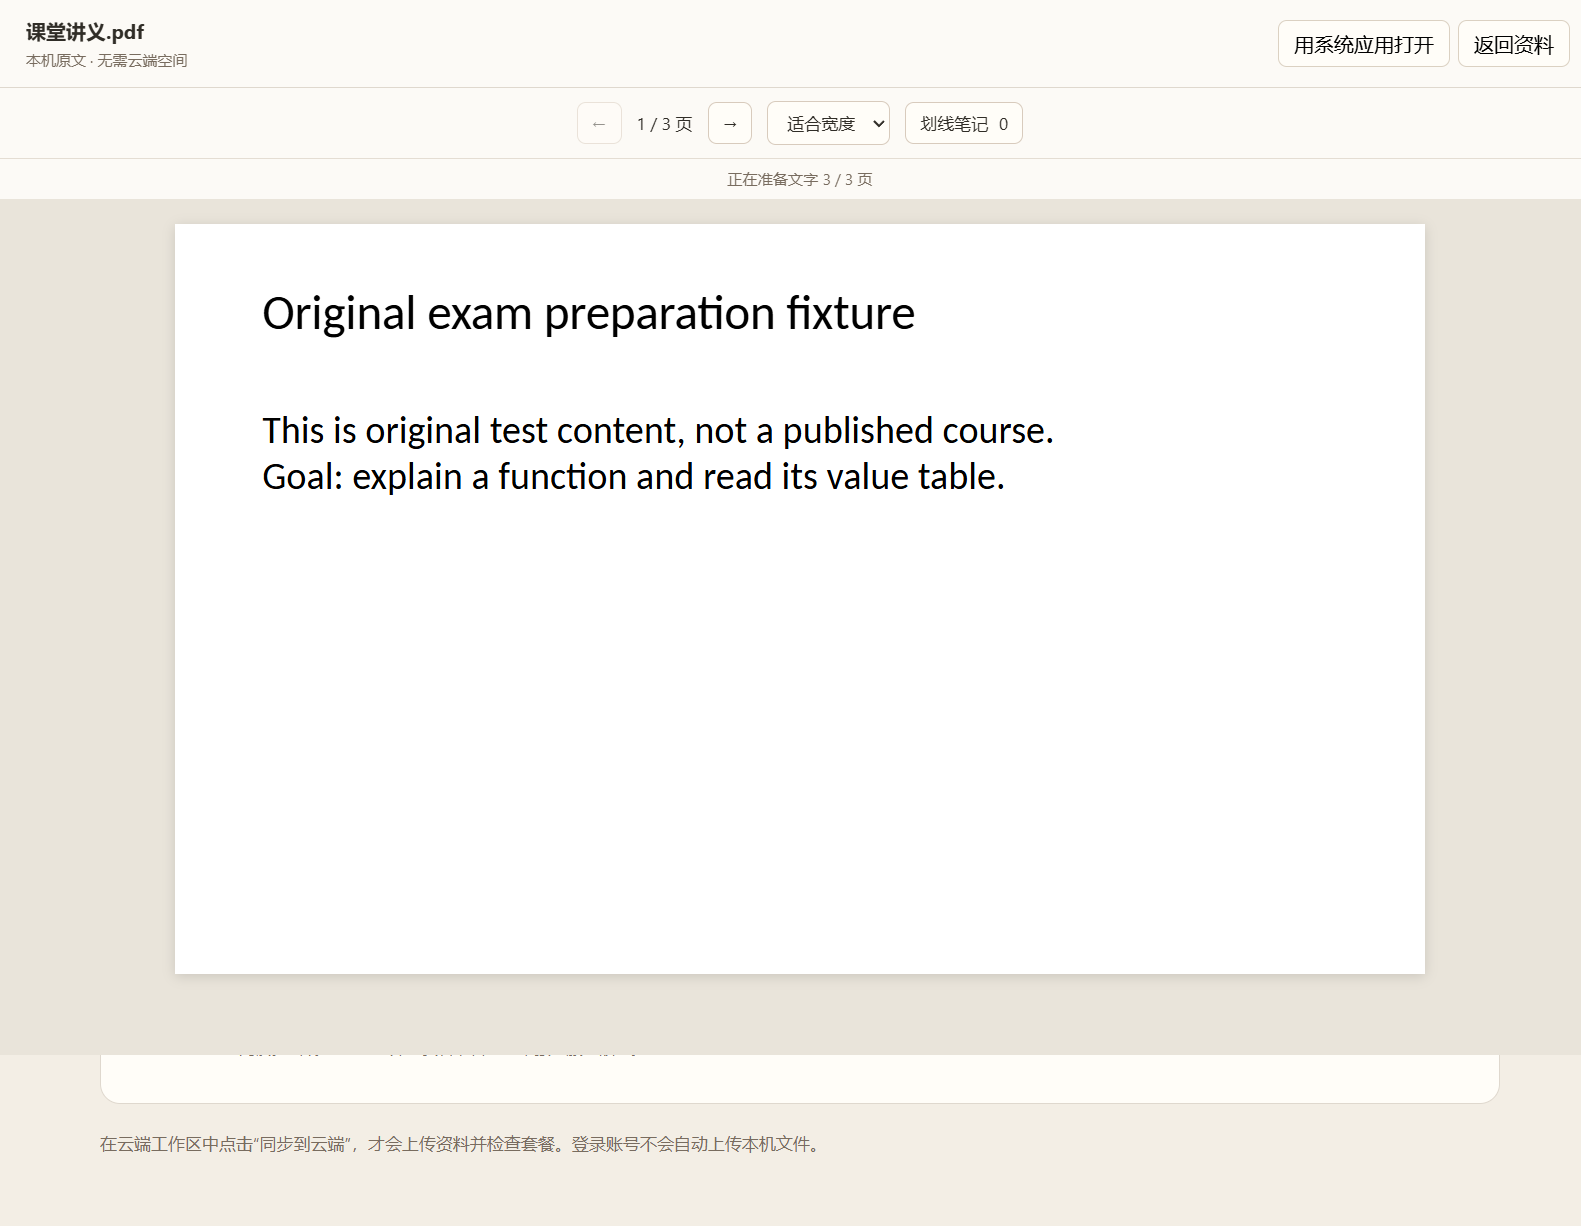 课堂讲义.pdf
本机原文 · 无需云端空间
用系统应用打开
返回资料
←
1 / 3 页
→
适合宽度
划线笔记 0
正在准备文字 3 / 3 页
Original exam preparation fixture
This is original test content, not a published course.
Goal: explain a function and read its value table.
在云端工作区中点击“同步到云端”，才会上传资料并检查套餐。登录账号不会自动上传本机文件。